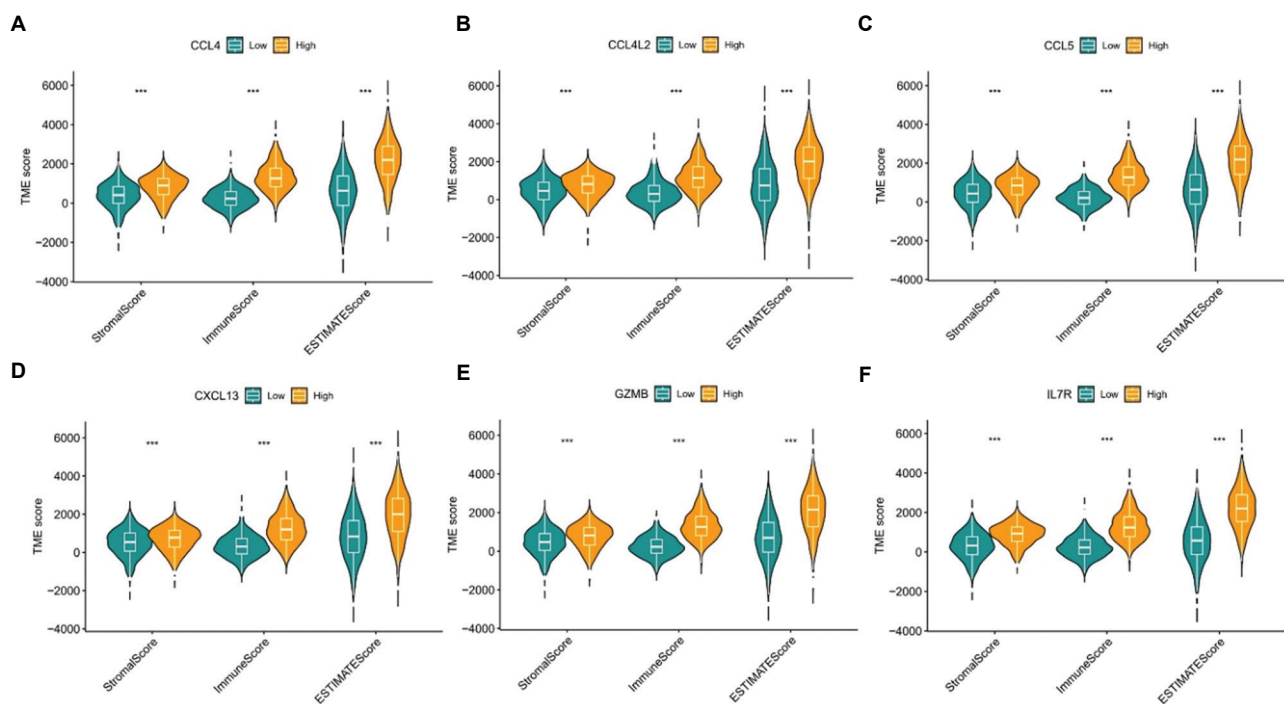 A
CCL4 Low High
TME score
6000
4000
2000
0
−2000
−4000
*** *** ***
StromalScore
ImmuneScore
ESTIMATEScore
B
CCL4L2 Low High
TME score
6000
4000
2000
0
−2000
−4000
*** *** ***
StromalScore
ImmuneScore
ESTIMATEScore
C
CCL5 Low High
TME score
6000
4000
2000
0
−2000
−4000
*** *** ***
StromalScore
ImmuneScore
ESTIMATEScore
D
CXCL13 Low High
TME score
6000
4000
2000
0
−2000
−4000
*** *** ***
StromalScore
ImmuneScore
ESTIMATEScore
E
GZMB Low High
TME score
6000
4000
2000
0
−2000
−4000
*** *** ***
StromalScore
ImmuneScore
ESTIMATEScore
F
IL7R Low High
TME score
6000
4000
2000
0
−2000
−4000
*** *** ***
StromalScore
ImmuneScore
ESTIMATEScore